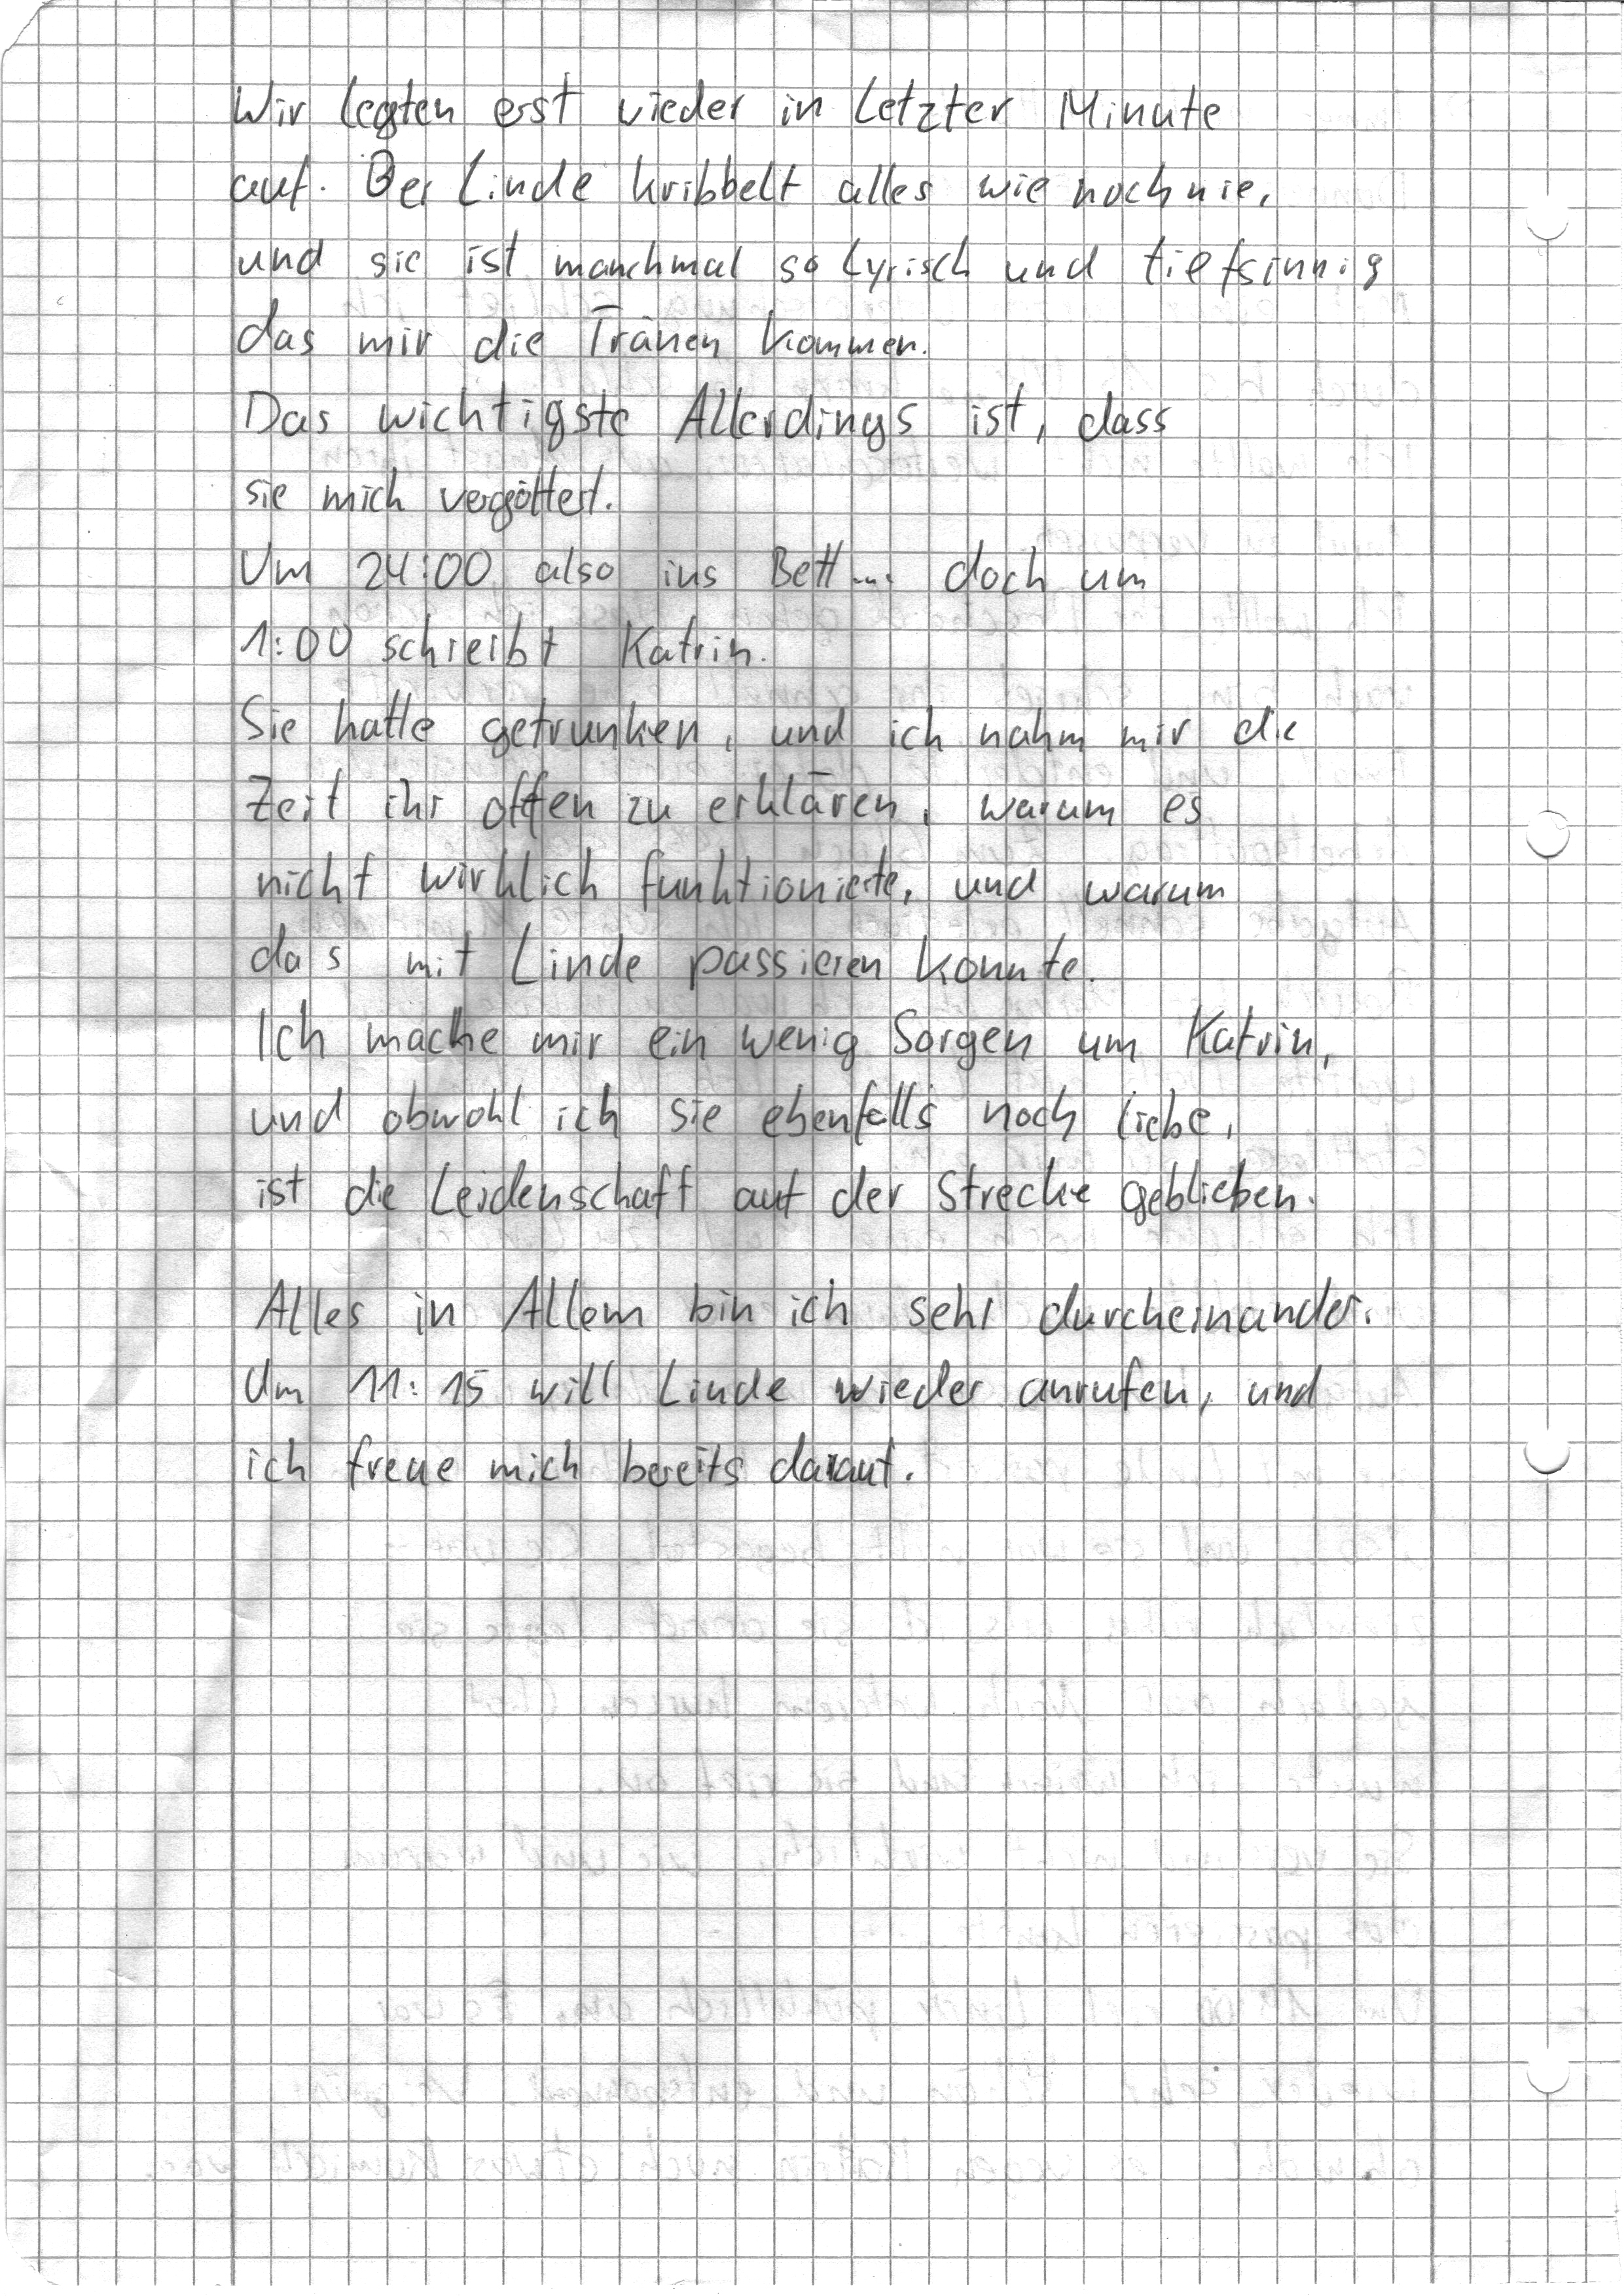 Wir legten erst wieder in letzter Minute
auf. Bei Linde kribbelt alles wie noch nie,
und sie ist manchmal so lyrisch und tiefsinnig
das mir die Tränen kommen.
Das wichtigste Allerdings ist, dass
sie mich vergöttert.
Um 24:00 also ins Bett... doch um
1:00 schreibt Katrin.
Sie hatte getrunken, und ich nahm mir die
Zeit ihr offen zu erklären, warum es
nicht wirklich funktionierte, und warum
das mit Linde passieren konnte.
Ich mache mir ein wenig Sorgen um Katrin,
und obwohl ich sie ebenfalls noch liebe,
ist die Leidenschaft auf der Strecke geblieben.
Alles in Allem bin ich sehr durcheinander.
Um 11:15 will Linde wieder anrufen, und
ich freue mich bereits darauf.